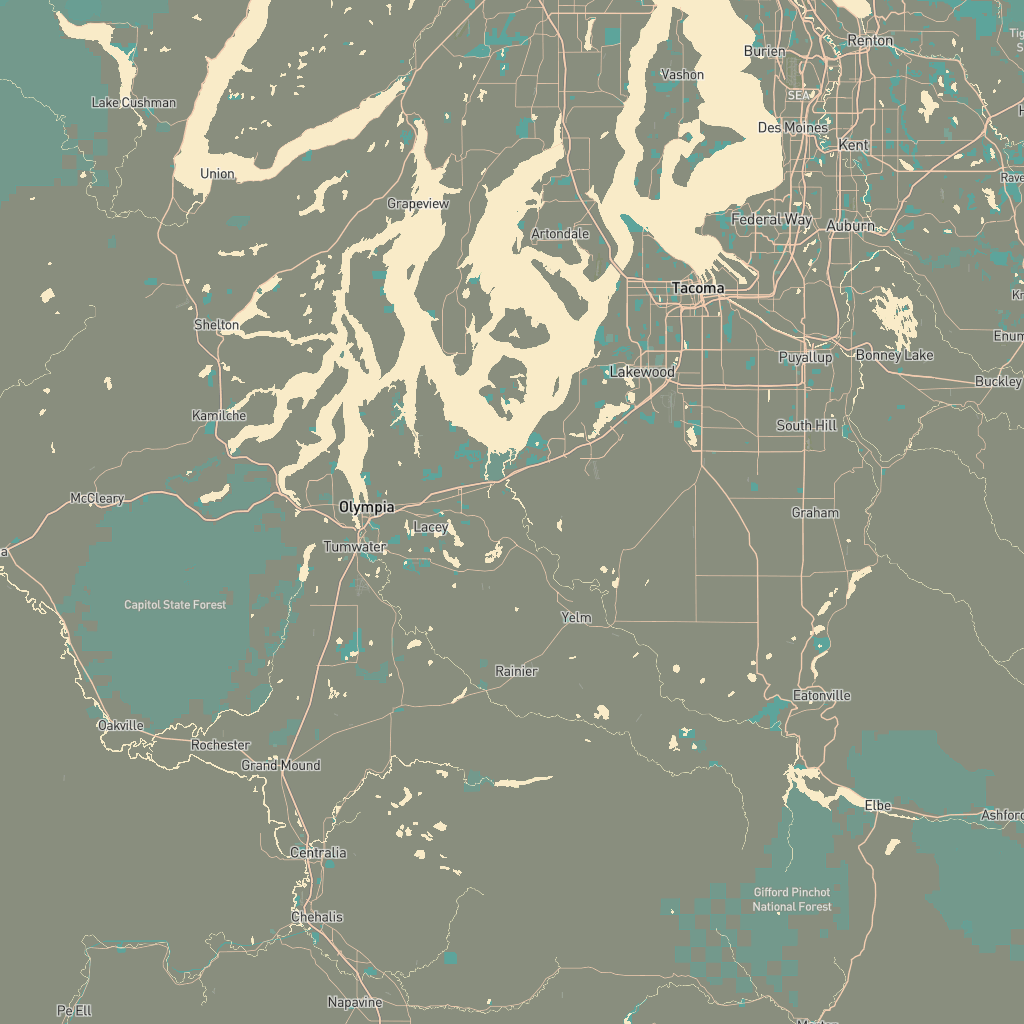 Renton
Burien
Vashon
SEA
Lake Cushman
Des Moines
Kent
Union
Grapeview
Federal Way
Auburn
Artondale
Tacoma
Shelton
Puyallup
Bonney Lake
Lakewood
Buckley
Kamilche
South Hill
McCleary
Olympia
Graham
Lacey
Tumwater
Capitol State Forest
Yelm
Rainier
Eatonville
Oakville
Rochester
Grand Mound
Elbe
Ashford
Centralia
Gifford Pinchot
National Forest
Chehalis
Napavine
Pe Ell